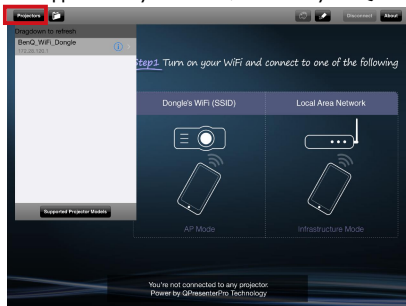 Projectors
Disconnect
About
Dragdown to refresh
BenQ_WiFi_Dongle
Step1 Turn on your WiFi and connect to one of the following
Dongle's WiFi (SSID)
Local Area Network
Supported Projector Models
AP Mode
Infrastructure Mode
You're not connected to any projector.
Power by QPresenterPro Technology